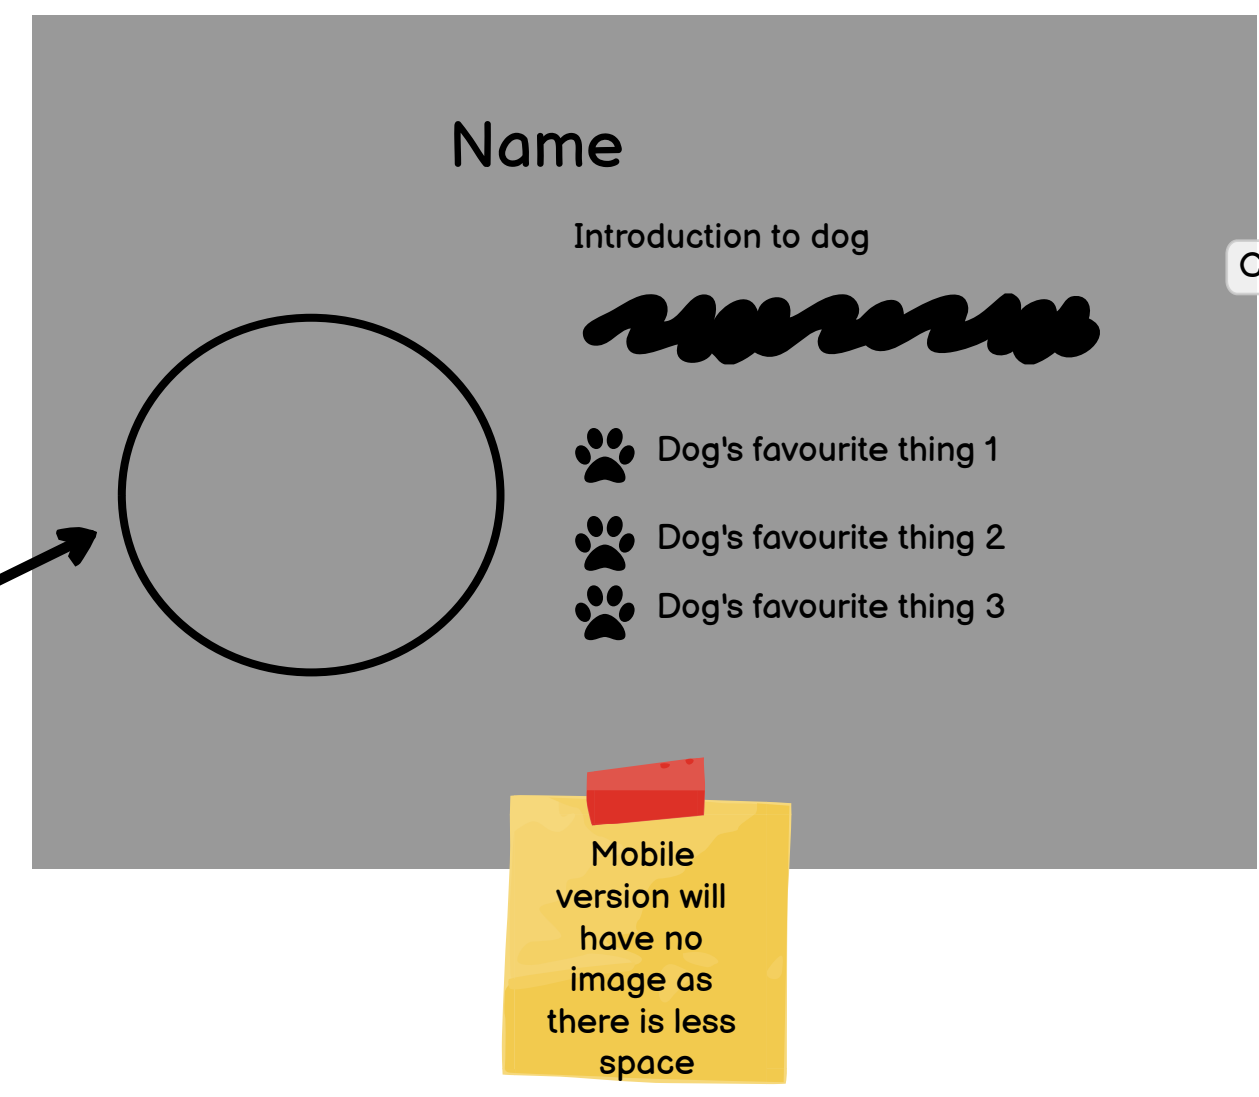 Name
Introduction to dog
Dog's favourite thing 1
Dog's favourite thing 2
Dog's favourite thing 3
Mobile
version will
have no
image as
there is less
space